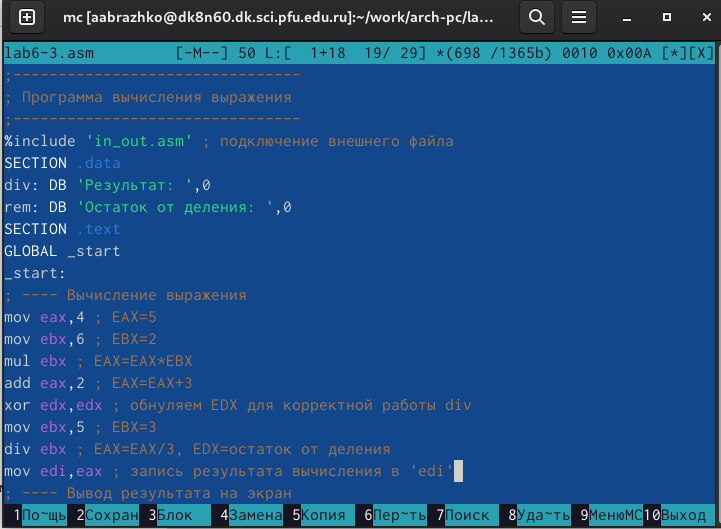 mc [aabrazhko@dk8n60.dk.sci.pfu.edu.ru]:~/work/arch-pc/la...
lab6-3.asm [-M--] 50 L:[ 1+18 19/ 29] *(698 /1365b) 0010 0x00A [*][X]
;--------------------------------
; Программа вычисления выражения
;--------------------------------
%include 'in_out.asm' ; подключение внешнего файла
SECTION .data
div: DB 'Результат: ',0
rem: DB 'Остаток от деления: ',0
SECTION .text
GLOBAL _start
_start:
; ---- Вычисление выражения
mov eax,4 ; EAX=5
mov ebx,6 ; EBX=2
mul ebx ; EAX=EAX*EBX
add eax,2 ; EAX=EAX+3
xor edx,edx ; обнуляем EDX для корректной работы div
mov ebx,5 ; EBX=3
div ebx ; EAX=EAX/3, EDX=остаток от деления
mov edi,eax ; запись результата вычисления в 'edi'
; ---- Вывод результата на экран
1По~щь 2Сохран 3Блок 4Замена 5Копия 6Пер~ть 7Поиск 8Уда~ть 9МенюМС 10Выход